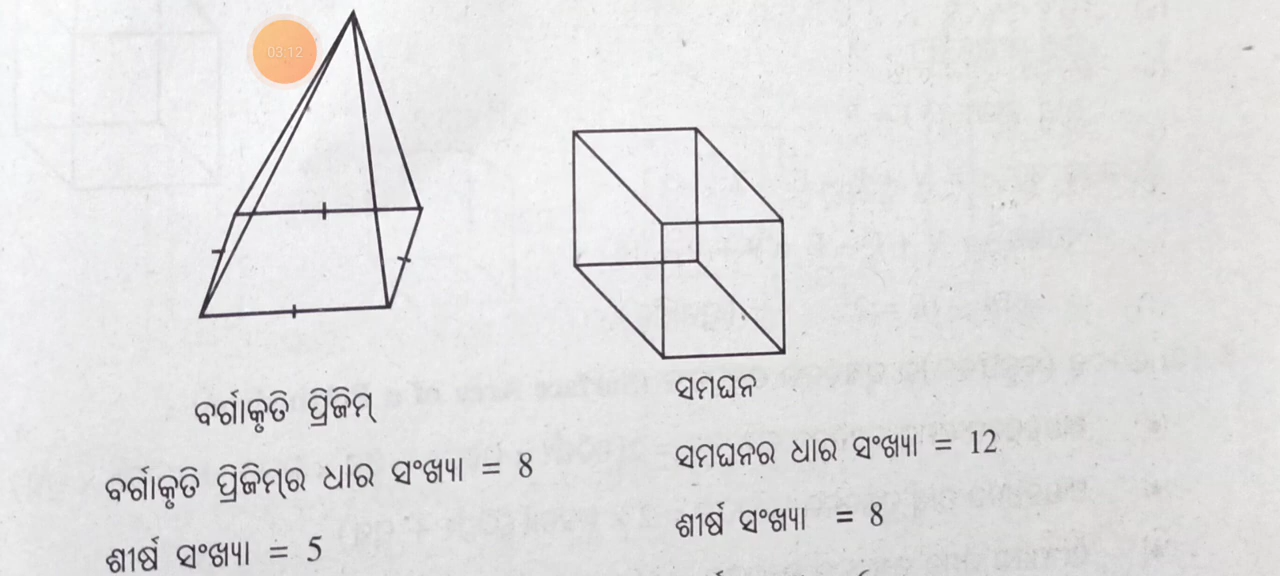 03:12
ବର୍ଗାକୃତି ପ୍ରିଜିମ୍
ବର୍ଗାକୃତି ପ୍ରିଜିମ୍‌ର ଧାର ସଂଖ୍ୟା = 8
ଶୀର୍ଷ ସଂଖ୍ୟା = 5
ସମଘନ
ସମଘନର ଧାର ସଂଖ୍ୟା = 12
ଶୀର୍ଷ ସଂଖ୍ୟା = 8